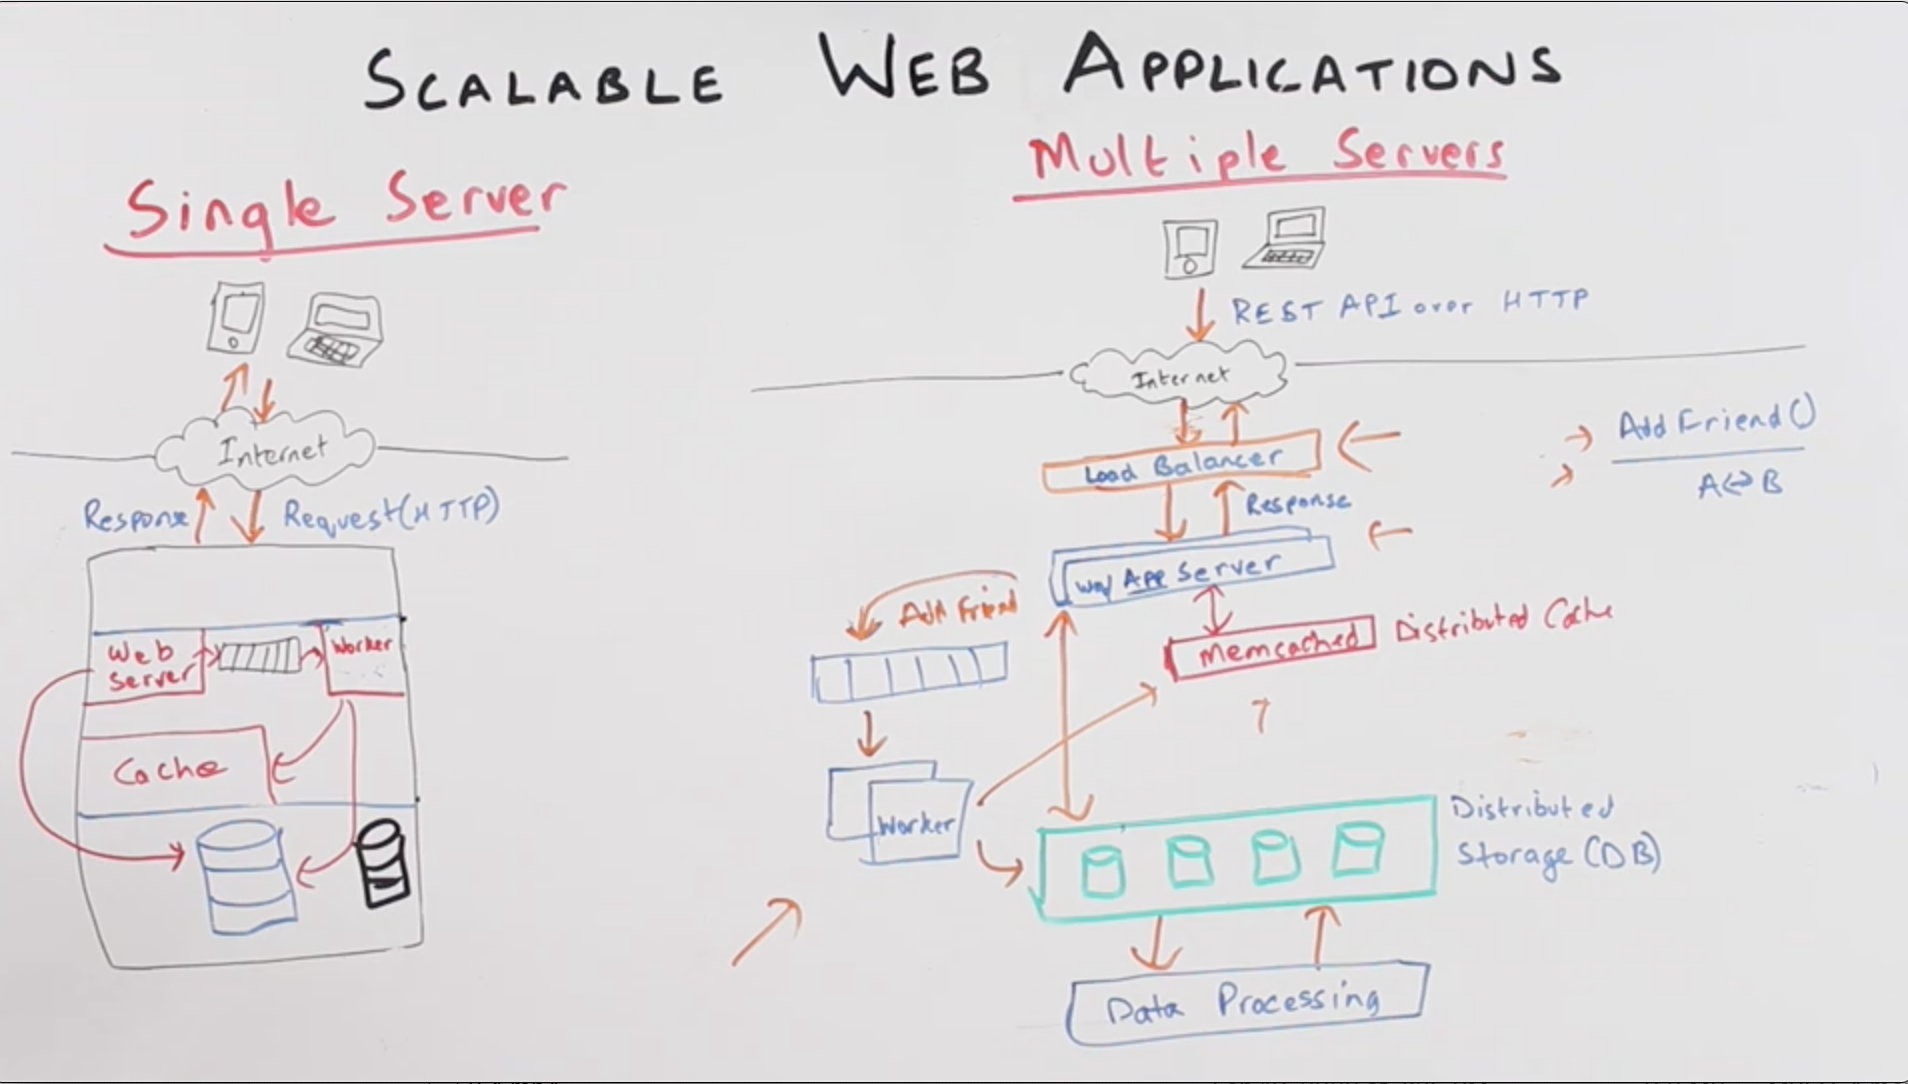 SCALABLE WEB APPLICATIONS
Single Server
Internet
Response
Request(HTTP)
Web
Server
Worker
Cache
Multiple Servers
REST API over HTTP
Internet
Load Balancer
Response
App Server
Add Friend
Memcached
Distributed Cache
Worker
Distributed
Storage (DB)
Data Processing
Add Friend ()
A⇔B